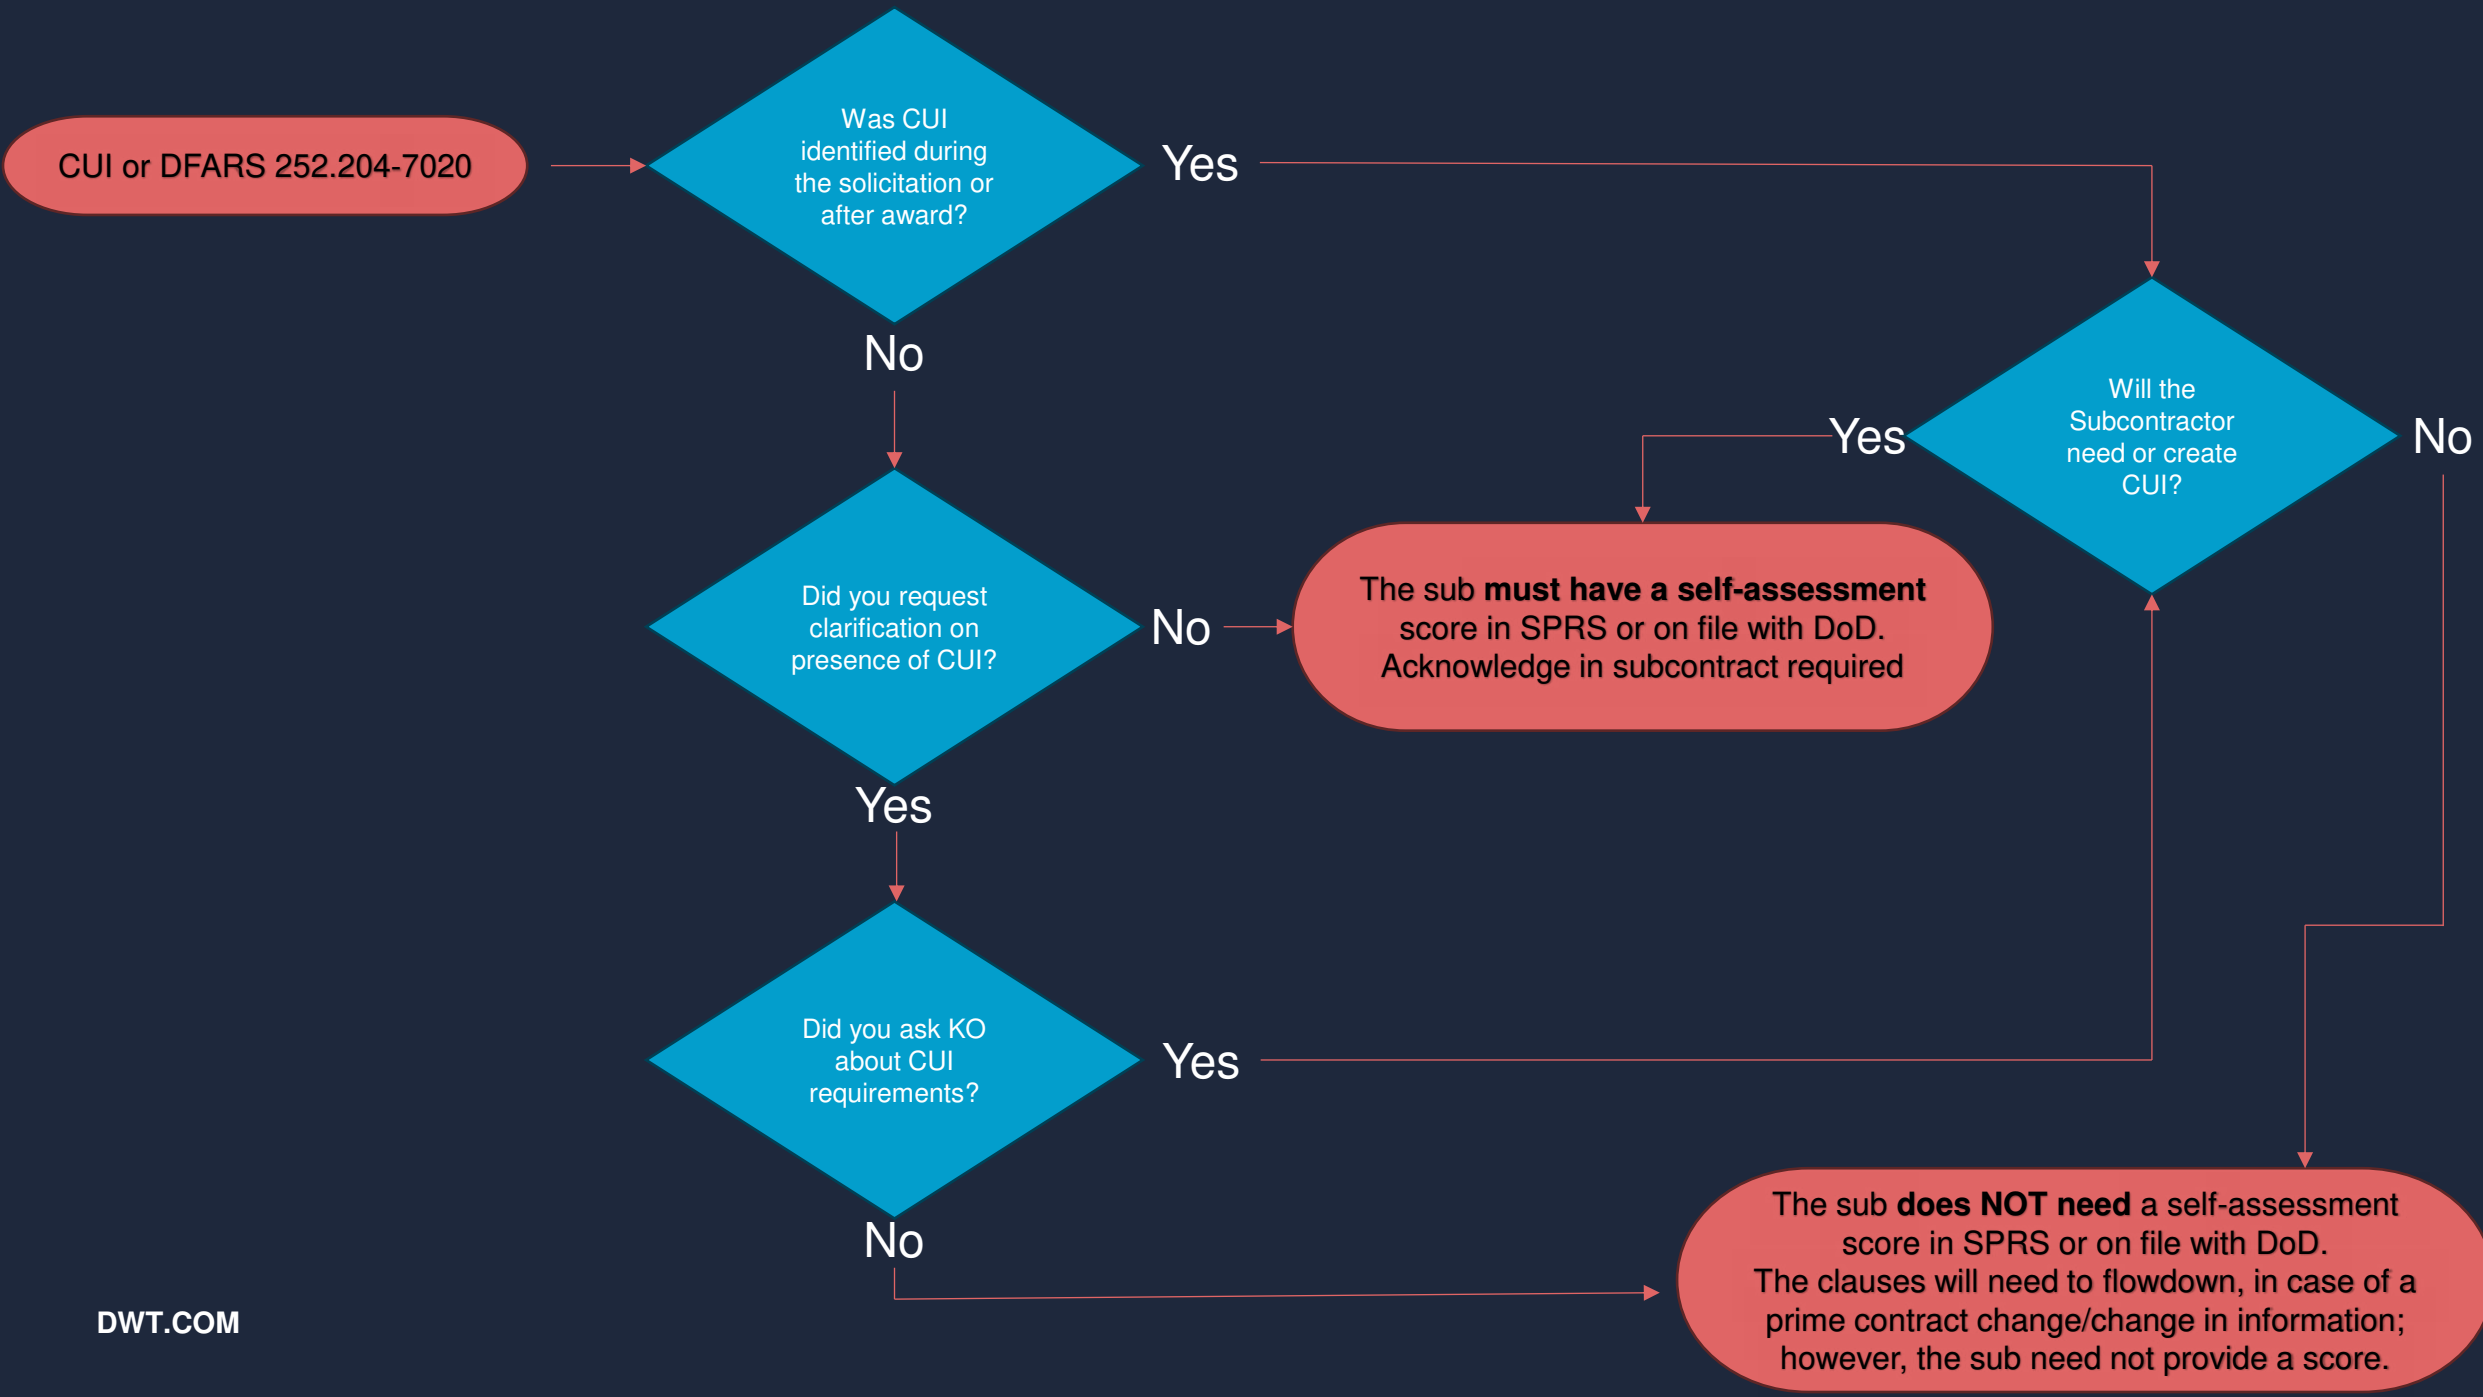 CUI or DFARS 252.204-7020
Was CUI
identified during
the solicitation or
after award?
Yes
No
Will the
Subcontractor
need or create
CUI?
Yes
No
Did you request
clarification on
presence of CUI?
No
The sub must have a self-assessment
score in SPRS or on file with DoD.
Acknowledge in subcontract required
Yes
Did you ask KO
about CUI
requirements?
Yes
No
The sub does NOT need a self-assessment
score in SPRS or on file with DoD.
The clauses will need to flowdown, in case of a
prime contract change/change in information;
however, the sub need not provide a score.
DWT.COM